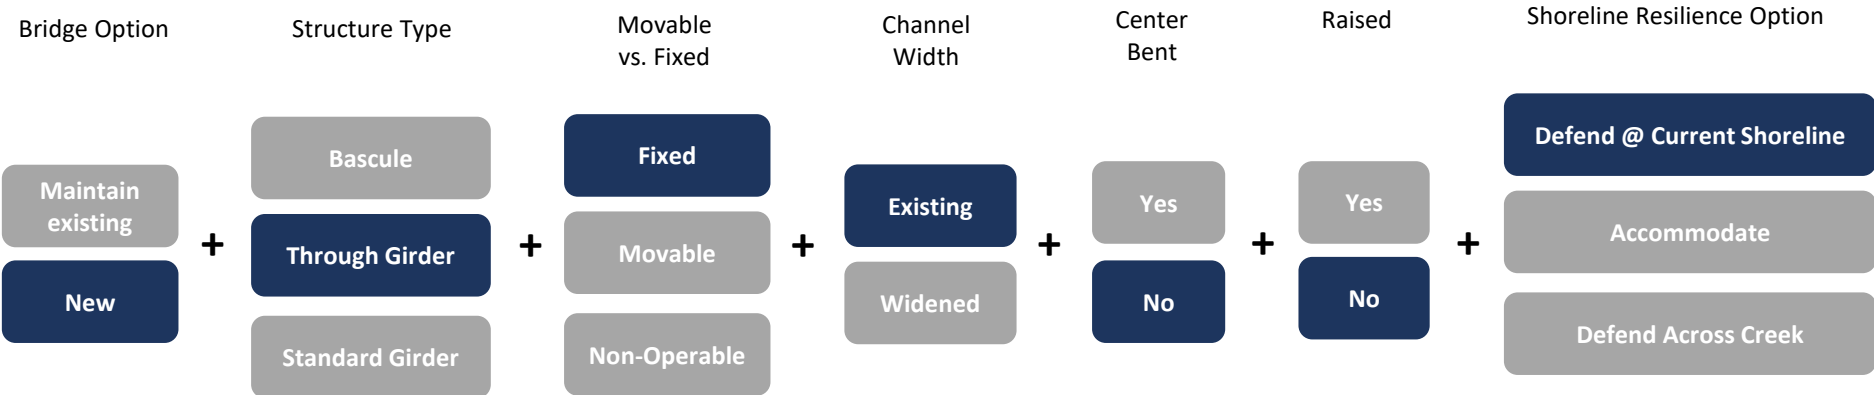 Bridge Option
Structure Type
Movable
vs. Fixed
Channel
Width
Center
Bent
Raised
Shoreline Resilience Option
Maintain
existing
New
+
Bascule
Through Girder
Standard Girder
+
Fixed
Movable
Non-Operable
+
Existing
Widened
+
Yes
No
+
Yes
No
+
Defend @ Current Shoreline
Accommodate
Defend Across Creek